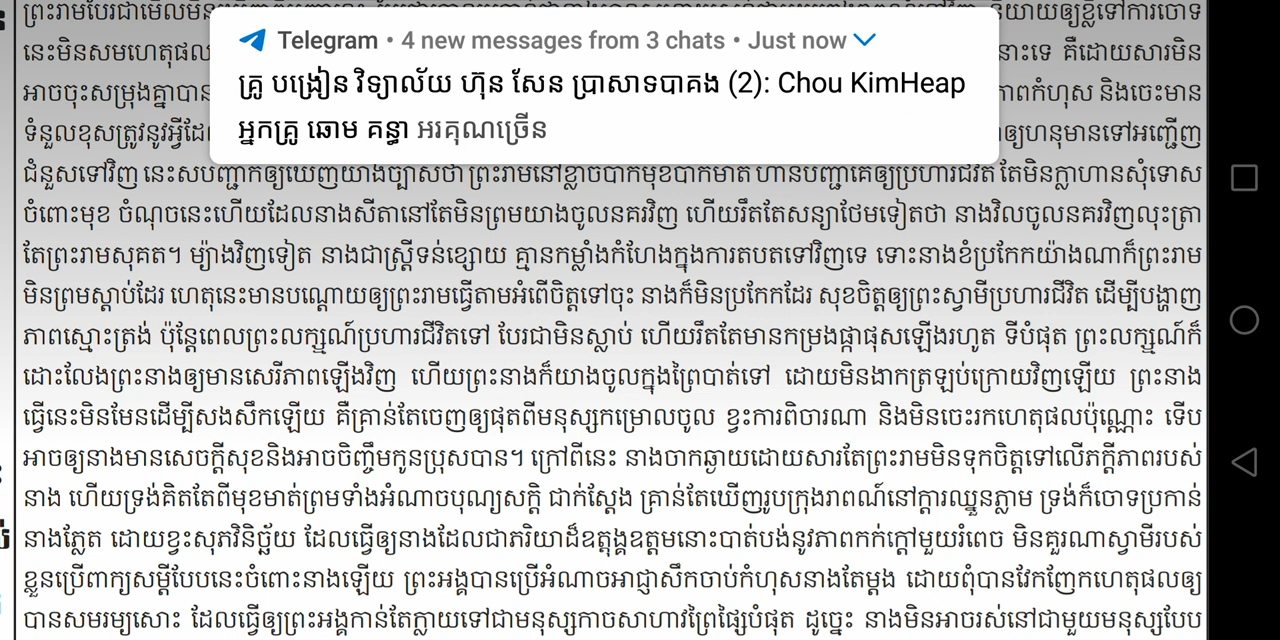 Telegram • 4 new messages from 3 chats • Just now
គ្រូ បង្រៀន វិទ្យាល័យ ហ៊ុន សែន ប្រាសាទបាគង (2): Chou KimHeap
អ្នកគ្រូ ឆោម គន្ធា អរគុណច្រើន
នេះមិនសមហេតុផល នោះទេ គឺដោយសារមិន
អាចចុះសម្រុងគ្នាបាន ភាពកំហុស និងចេះមាន
ទំនួលខុសត្រូវនូវអ្វីដែល ឲ្យហនុមានទៅអញ្ជើញ
ជំនួសទៅវិញ នេះសបញ្ជាក់ឲ្យឃើញយ៉ាងច្បាស់ថា ព្រះរាមនៅខ្លាចបាក់មុខបាក់មាត់ ហ៊ានបញ្ជាគេឲ្យប្រហារជីវិត តែមិនក្លាហានសុំទោស
ចំពោះមុខ ចំណុចនេះហើយដែលនាងសីតានៅតែមិនព្រមយាងចូលនគរវិញ ហើយរឹតតែសន្យាថែមទៀតថា នាងវិលចូលនគរវិញលុះត្រា
តែព្រះរាមសុគត។ ម៉្យាងវិញទៀត នាងជាស្ត្រីទន់ខ្សោយ គ្មានកម្លាំងកំហែងក្នុងការតបតទៅវិញទេ ទោះនាងខំប្រកែកយ៉ាងណាក៏ព្រះរាម
មិនព្រមស្តាប់ដែរ ហេតុនេះមានបណ្តោយឲ្យព្រះរាមធ្វើតាមអំពើចិត្តទៅចុះ នាងក៏មិនប្រកែកដែរ សុខចិត្តឲ្យព្រះស្វាមីប្រហារជីវិត ដើម្បីបង្ហាញ
ភាពស្មោះត្រង់ ប៉ុន្តែពេលព្រះលក្សណ៍ប្រហារជីវិតទៅ បែរជាមិនស្លាប់ ហើយរឹតតែមានកម្រងផ្កាផុសឡើងរហូត ទីបំផុត ព្រះលក្សណ៍ក៏
ដោះលែងព្រះនាងឲ្យមានសេរីភាពឡើងវិញ ហើយព្រះនាងក៏យាងចូលក្នុងព្រៃបាត់ទៅ ដោយមិនងាកត្រឡប់ក្រោយវិញឡើយ ព្រះនាង
ធ្វើនេះមិនមែនដើម្បីសងសឹកឡើយ គឺគ្រាន់តែចេញឲ្យផុតពីមនុស្សកម្រោលចូល ខ្វះការពិចារណា និងមិនចេះរកហេតុផលប៉ុណ្ណោះ ទើប
អាចឲ្យនាងមានសេចក្តីសុខនិងអាចចិញ្ចឹមកូនប្រុសបាន។ ក្រៅពីនេះ នាងចាកឆ្ងាយដោយសារតែព្រះរាមមិនទុកចិត្តទៅលើភក្តីភាពរបស់
នាង ហើយទ្រង់គិតតែពីមុខមាត់ព្រមទាំងអំណាចបុណ្យសក្តិ ជាក់ស្តែង គ្រាន់តែឃើញរូបក្រុងរាពណ៍នៅក្តារឈ្នួនភ្លាម ទ្រង់ក៏ចោទប្រកាន់
នាងភ្លែត ដោយខ្វះសុភវិនិច្ឆ័យ ដែលធ្វើឲ្យនាងដែលជាភរិយាដ៏ឧត្តុង្គឧត្តមនោះបាត់បង់នូវភាពកក់ក្តៅមួយរំពេច មិនគួរណាស្វាមីរបស់
ខ្លួនប្រើពាក្យសម្តីបែបនេះចំពោះនាងឡើយ ព្រះអង្គបានប្រើអំណាចអាជ្ញាសឹកចាប់កំហុសនាងតែម្តង ដោយពុំបានវែកញែកហេតុផលឲ្យ
បានសមរម្យសោះ ដែលធ្វើឲ្យព្រះអង្គកាន់តែក្លាយទៅជាមនុស្សកាចសាហាវព្រៃផ្សៃបំផុត ដូច្នេះ នាងមិនអាចរស់នៅជាមួយមនុស្សបែប